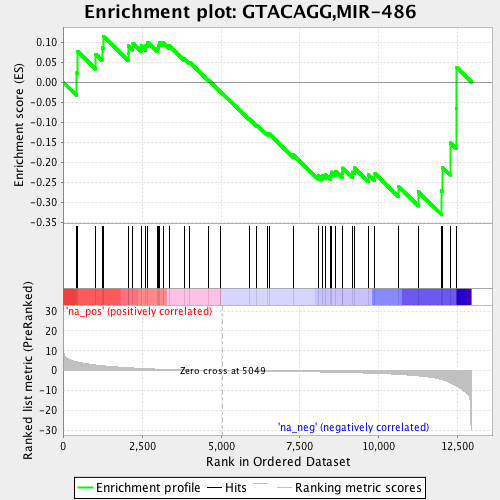 Enrichment plot: GTACAGG,MIR-486
Enrichment score (ES)
0.10
0.05
0.00
-0.05
-0.10
-0.15
-0.20
-0.25
-0.30
-0.35
'na_pos' (positively correlated)
Ranked list metric (PreRanked)
30
20
10
0
-10
-20
-30
Zero cross at 5049
'na_neg' (negatively correlated)
0
2,500
5,000
7,500
10,000
12,500
Rank in Ordered Dataset
Enrichment profile
Hits
Ranking metric scores